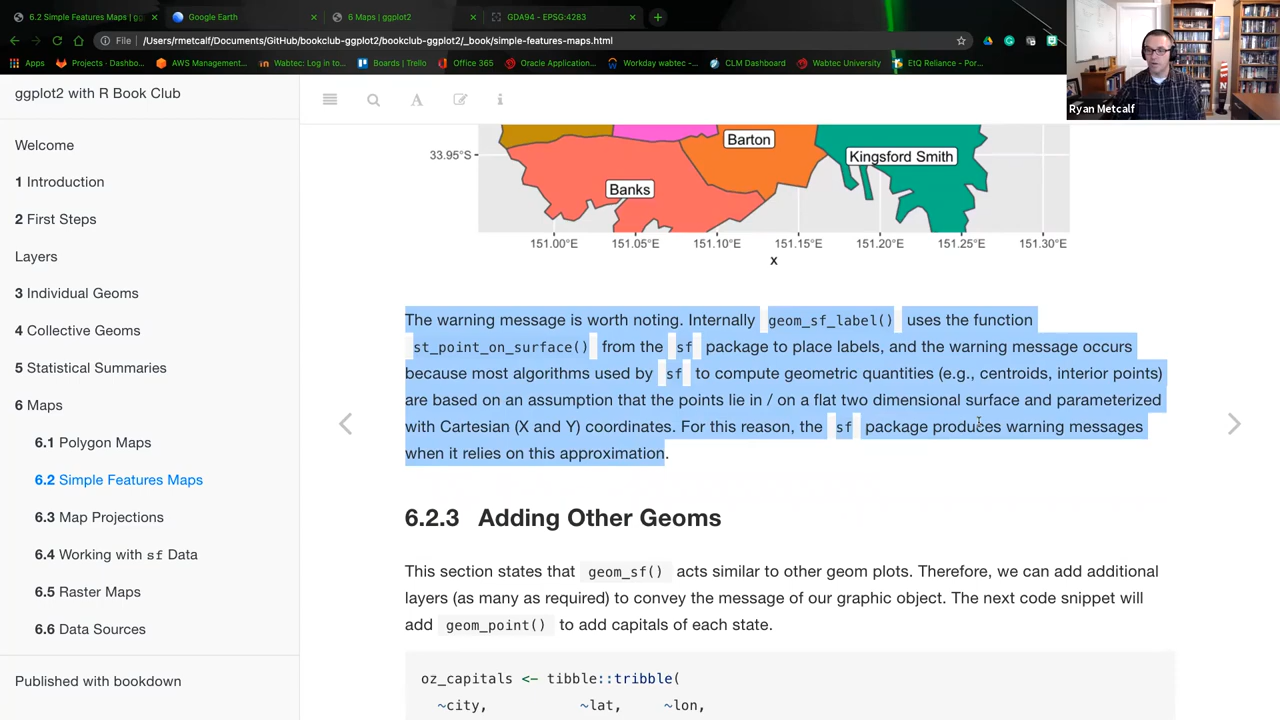 6.2 Simple Features Maps | gg
Google Earth
6 Maps | ggplot2
GDA94 - EPSG:4283
File
/Users/rmetcalf/Documents/GitHub/bookclub-ggplot2/bookclub-ggplot2/_book/simple-features-maps.html
Apps
Projects · Dashbo...
AWS Management...
Wabtec: Log in to...
Boards | Trello
Office 365
Oracle Application...
Workday wabtec -...
CLM Dashboard
Wabtec University
EtQ Reliance - Por...
Ryan Metcalf
ggplot2 with R Book Club
Welcome
1 Introduction
2 First Steps
Layers
3 Individual Geoms
4 Collective Geoms
5 Statistical Summaries
6 Maps
6.1 Polygon Maps
6.2 Simple Features Maps
6.3 Map Projections
6.4 Working with sf Data
6.5 Raster Maps
6.6 Data Sources
Published with bookdown
Barton
33.95°S
Kingsford Smith
Banks
151.00°E 151.05°E 151.10°E 151.15°E 151.20°E 151.25°E 151.30°E
x
The warning message is worth noting. Internally geom_sf_label() uses the function
st_point_on_surface() from the sf package to place labels, and the warning message occurs
because most algorithms used by sf to compute geometric quantities (e.g., centroids, interior points)
are based on an assumption that the points lie in / on a flat two dimensional surface and parameterized
with Cartesian (X and Y) coordinates. For this reason, the sf package produces warning messages
when it relies on this approximation.
6.2.3 Adding Other Geoms
This section states that geom_sf() acts similar to other geom plots. Therefore, we can add additional
layers (as many as required) to convey the message of our graphic object. The next code snippet will
add geom_point() to add capitals of each state.
oz_capitals <- tibble::tribble(
~city, ~lat, ~lon,